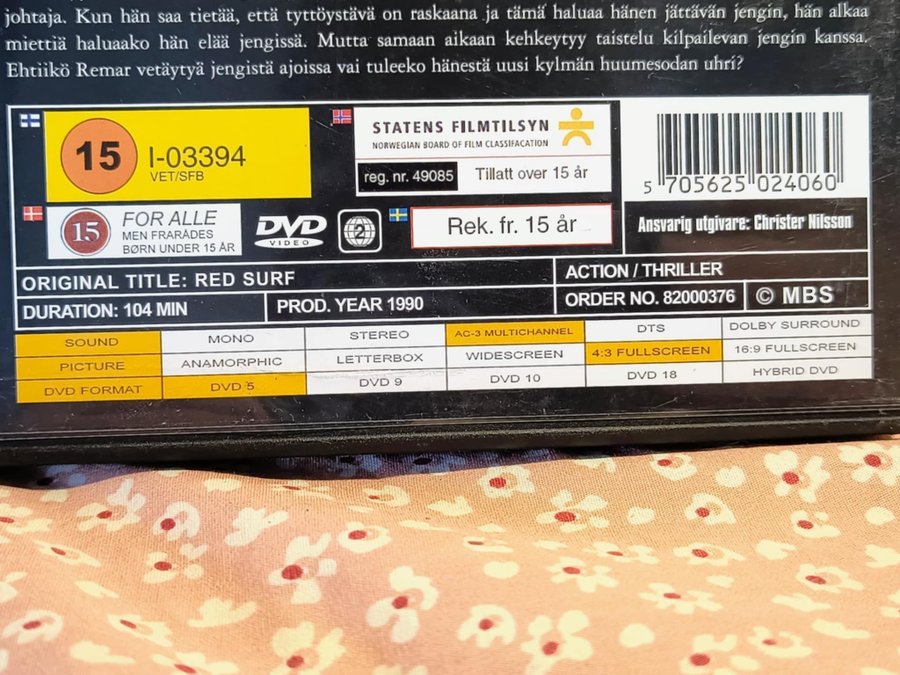 johtaja. Kun hän saa tietää, että tyttöystävä on raskaana ja tämä haluaa hänen jättävän jengin, hän alkaa
miettiä haluaako hän elää jengissä. Mutta samaan aikaan kehkeytyy taistelu kilpailevan jengin kanssa.
Ehtiikö Remar vetäytyä jengistä ajoissa vai tuleeko hänestä uusi kylmän huumesodan uhri?
15 I-03394
VET/SFB
STATENS FILMTILSYN
NORWEGIAN BOARD OF FILM CLASSIFACATION
reg. nr. 49085 Tillatt over 15 år
5 705625 024060
15 FOR ALLE
MEN FRARÅDES
BØRN UNDER 15 ÅR
DVD
VIDEO
2
Rek. fr. 15 år
Ansvarig utgivare: Christer Nilsson
ORIGINAL TITLE: RED SURF
ACTION / THRILLER
DURATION: 104 MIN PROD. YEAR 1990 ORDER NO. 82000376 © MBS
SOUND MONO STEREO AC-3 MULTICHANNEL DTS DOLBY SURROUND
PICTURE ANAMORPHIC LETTERBOX WIDESCREEN 4:3 FULLSCREEN 16:9 FULLSCREEN
DVD FORMAT DVD 5 DVD 9 DVD 10 DVD 18 HYBRID DVD